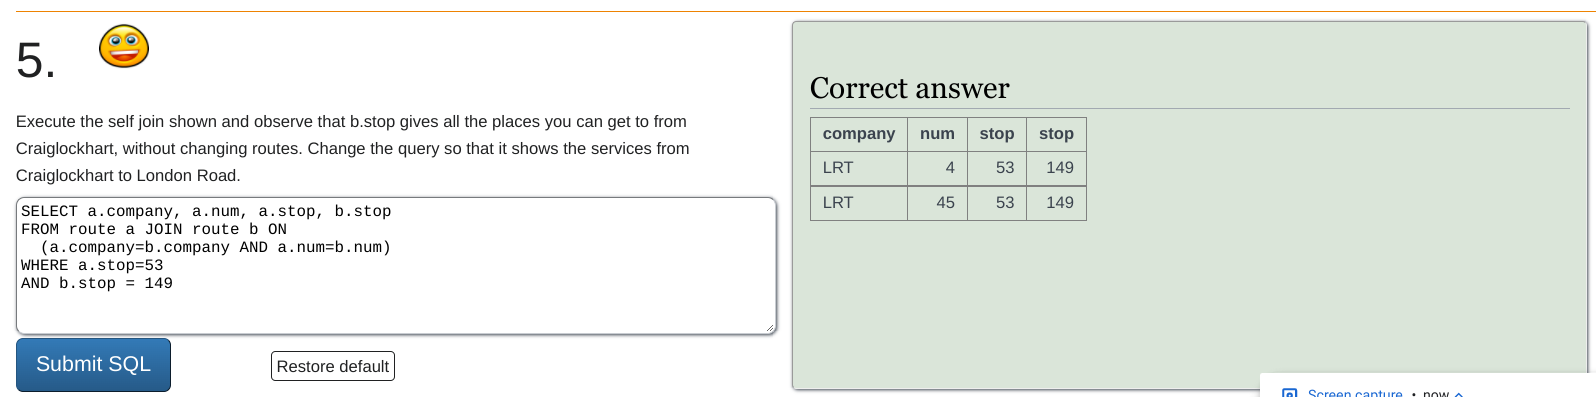 5.
Execute the self join shown and observe that b.stop gives all the places you can get to from
Craiglockhart, without changing routes. Change the query so that it shows the services from
Craiglockhart to London Road.
SELECT a.company, a.num, a.stop, b.stop
FROM route a JOIN route b ON
  (a.company=b.company AND a.num=b.num)
WHERE a.stop=53
AND b.stop = 149
Submit SQL
Restore default
Correct answer
company num stop stop
LRT 4 53 149
LRT 45 53 149
Screen capture • now